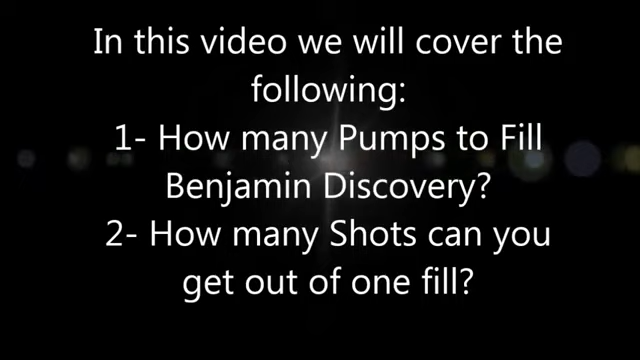 In this video we will cover the
following:
1- How many Pumps to Fill
Benjamin Discovery?
2- How many Shots can you
get out of one fill?